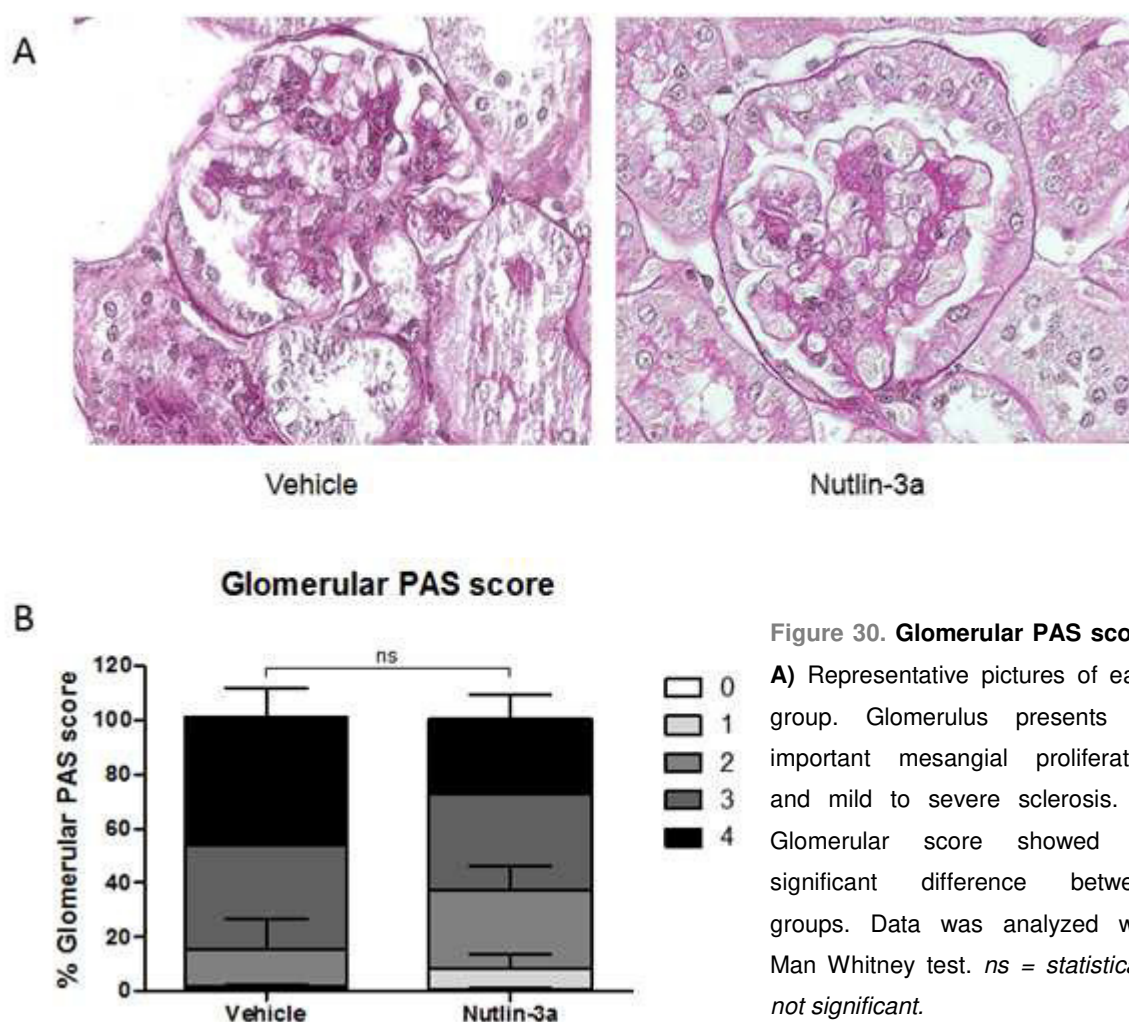 A
Vehicle
Nutlin-3a
Glomerular PAS score
B
% Glomerular PAS score
120
100
80
60
40
20
0
ns
Vehicle
Nutlin-3a
0
1
2
3
4
Figure 30. Glomerular PAS sco
A) Representative pictures of ea
group. Glomerulus presents
important mesangial proliferat
and mild to severe sclerosis.
Glomerular score showed
significant difference betwe
groups. Data was analyzed w
Man Whitney test. ns = statistica
not significant.